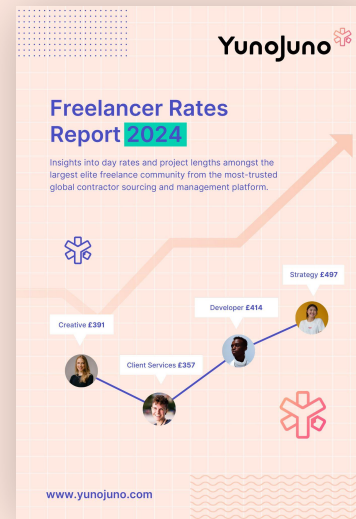 YunoJuno
Freelancer Rates
Report 2024
Insights into day rates and project lengths amongst the
largest elite freelance community from the most-trusted
global contractor sourcing and management platform.
Strategy £497
Developer £414
Creative £391
Client Services £357
www.yunojuno.com